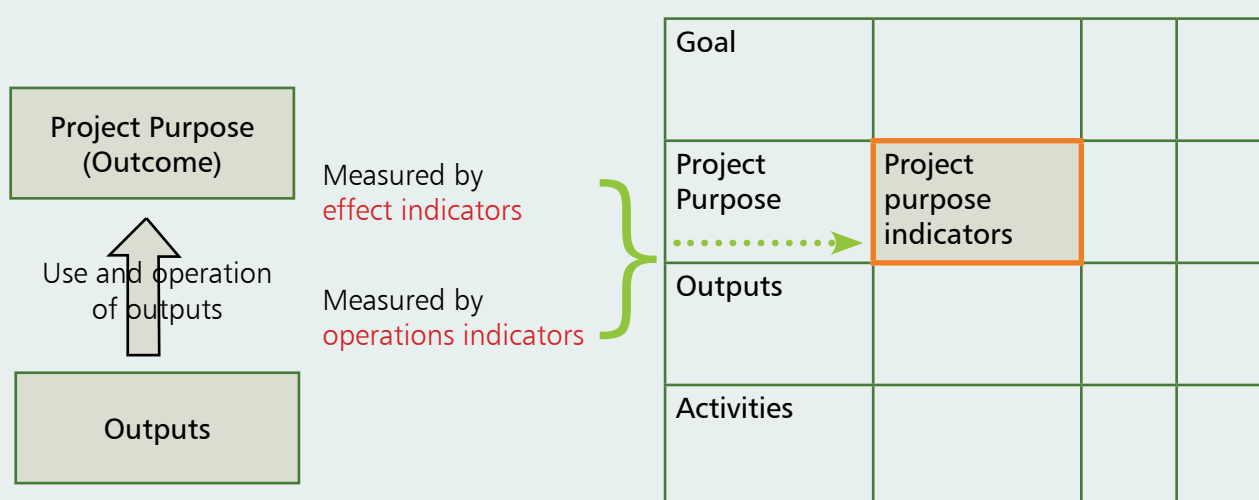 Project Purpose
(Outcome)
Use and operation
of outputs
Outputs
Measured by
effect indicators
Measured by
operations indicators
Goal
Project
Purpose
Project
purpose
indicators
Outputs
Activities